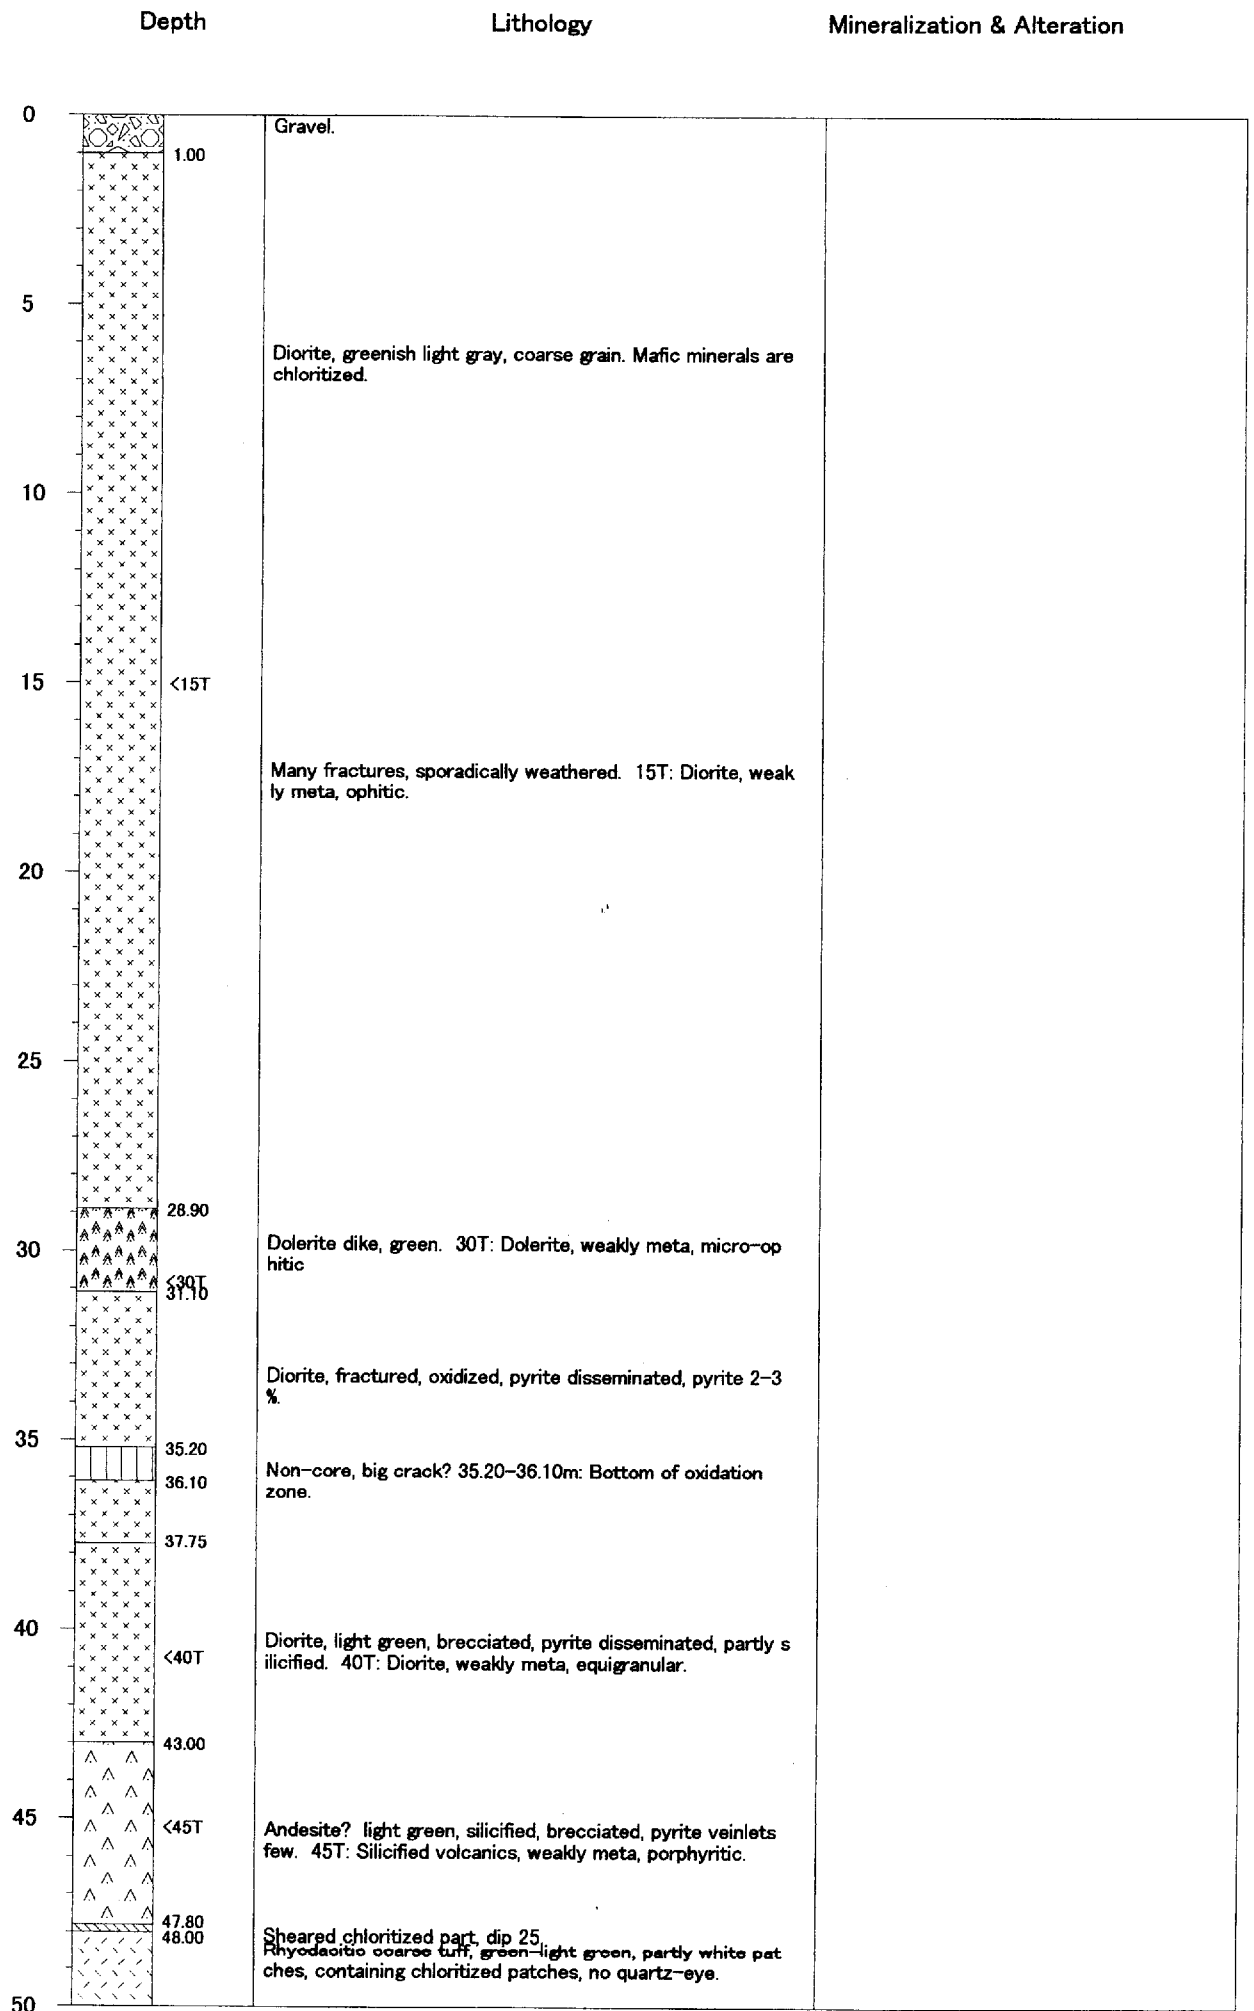 Depth Lithology Mineralization & Alteration
0
Gravel.
1.00
5
Diorite, greenish light gray, coarse grain. Mafic minerals are
chloritized.
10
15
<15T
Many fractures, sporadically weathered. 15T: Diorite, weak
ly meta, ophitic.
20
25
28.90
30
Dolerite dike, green. 30T: Dolerite, weakly meta, micro-op
hitic
<30T
31.10
Diorite, fractured, oxidized, pyrite disseminated, pyrite 2-3
%.
35
35.20
Non-core, big crack? 35.20-36.10m: Bottom of oxidation
zone.
36.10
37.75
40
Diorite, light green, brecciated, pyrite disseminated, partly s
ilicified. 40T: Diorite, weakly meta, equigranular.
<40T
43.00
45
<45T
Andesite? light green, silicified, brecciated, pyrite veinlets
few. 45T: Silicified volcanics, weakly meta, porphyritic.
47.80
48.00
Sheared chloritized part, dip 25
Rhyodacitic coarse tuff, green-light green, partly white pat
ches, containing chloritized patches, no quartz-eye.
50